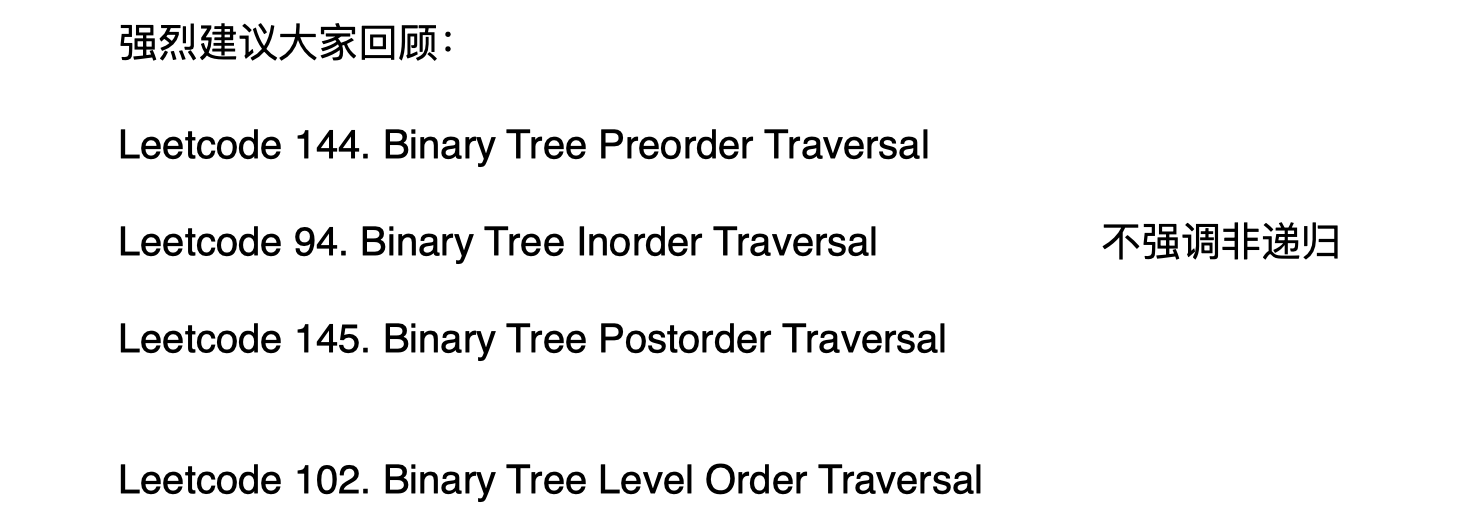 强烈建议大家回顾：
Leetcode 144. Binary Tree Preorder Traversal
Leetcode 94. Binary Tree Inorder Traversal 不强调非递归
Leetcode 145. Binary Tree Postorder Traversal
Leetcode 102. Binary Tree Level Order Traversal